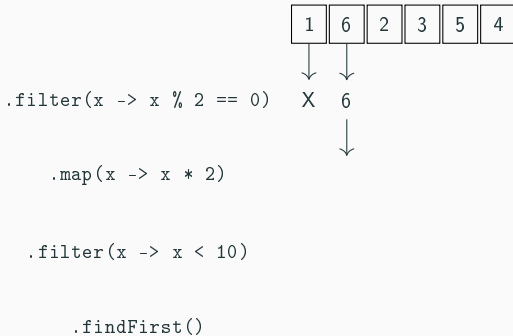 1 6 2 3 5 4
.filter(x -> x % 2 == 0) X 6
.map(x -> x * 2)
.filter(x -> x < 10)
.findFirst()